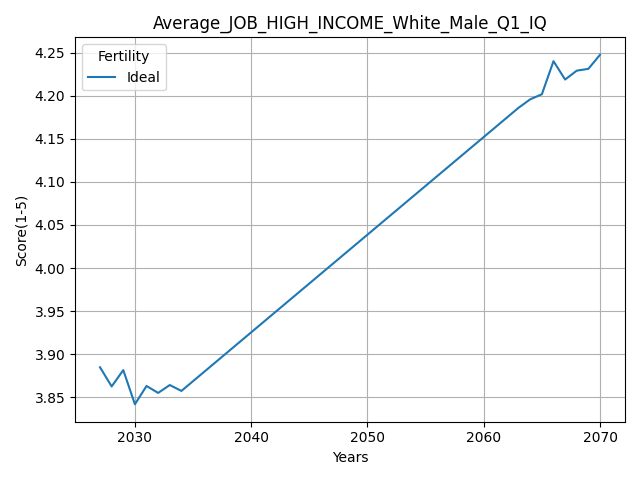 Average_JOB_HIGH_INCOME_White_Male_Q1_IQ
Fertility
Ideal
Score(1-5)
4.25
4.20
4.15
4.10
4.05
4.00
3.95
3.90
3.85
2030 2040 2050 2060 2070
Years